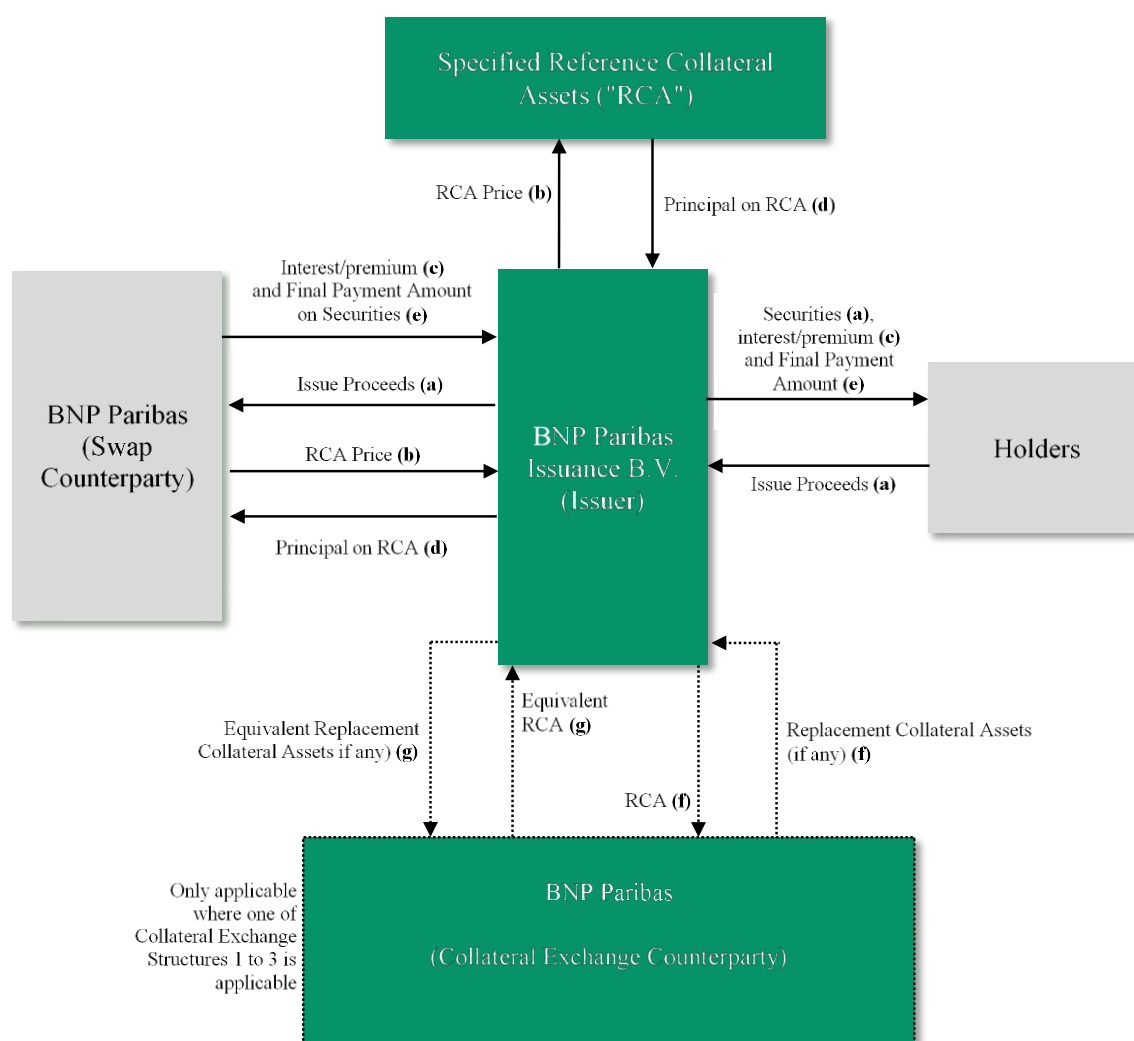 Specified Reference Collateral
Assets ("RCA")
RCA Price (b)
Principal on RCA (d)
Interest/premium (c)
and Final Payment Amount
on Securities (e)
Issue Proceeds (a)
RCA Price (b)
Principal on RCA (d)
BNP Paribas
(Swap
Counterparty)
BNP Paribas
Issuance B.V.
(Issuer)
Securities (a),
interest/premium (c)
and Final Payment
Amount (e)
Issue Proceeds (a)
Holders
Equivalent Replacement
Collateral Assets if any) (g)
Equivalent
RCA (g)
RCA (f)
Replacement Collateral Assets
(if any) (f)
Only applicable
where one of
Collateral Exchange
Structures 1 to 3 is
applicable
BNP Paribas
(Collateral Exchange Counterparty)